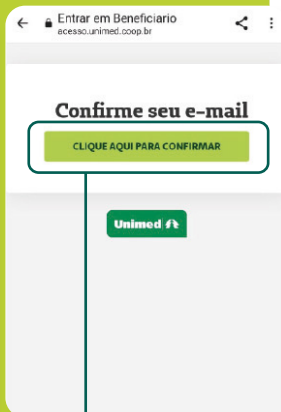 Entrar em Beneficiario
acesso.unimed.coop.br
Confirme seu e-mail
CLIQUE AQUI PARA CONFIRMAR
Unimed